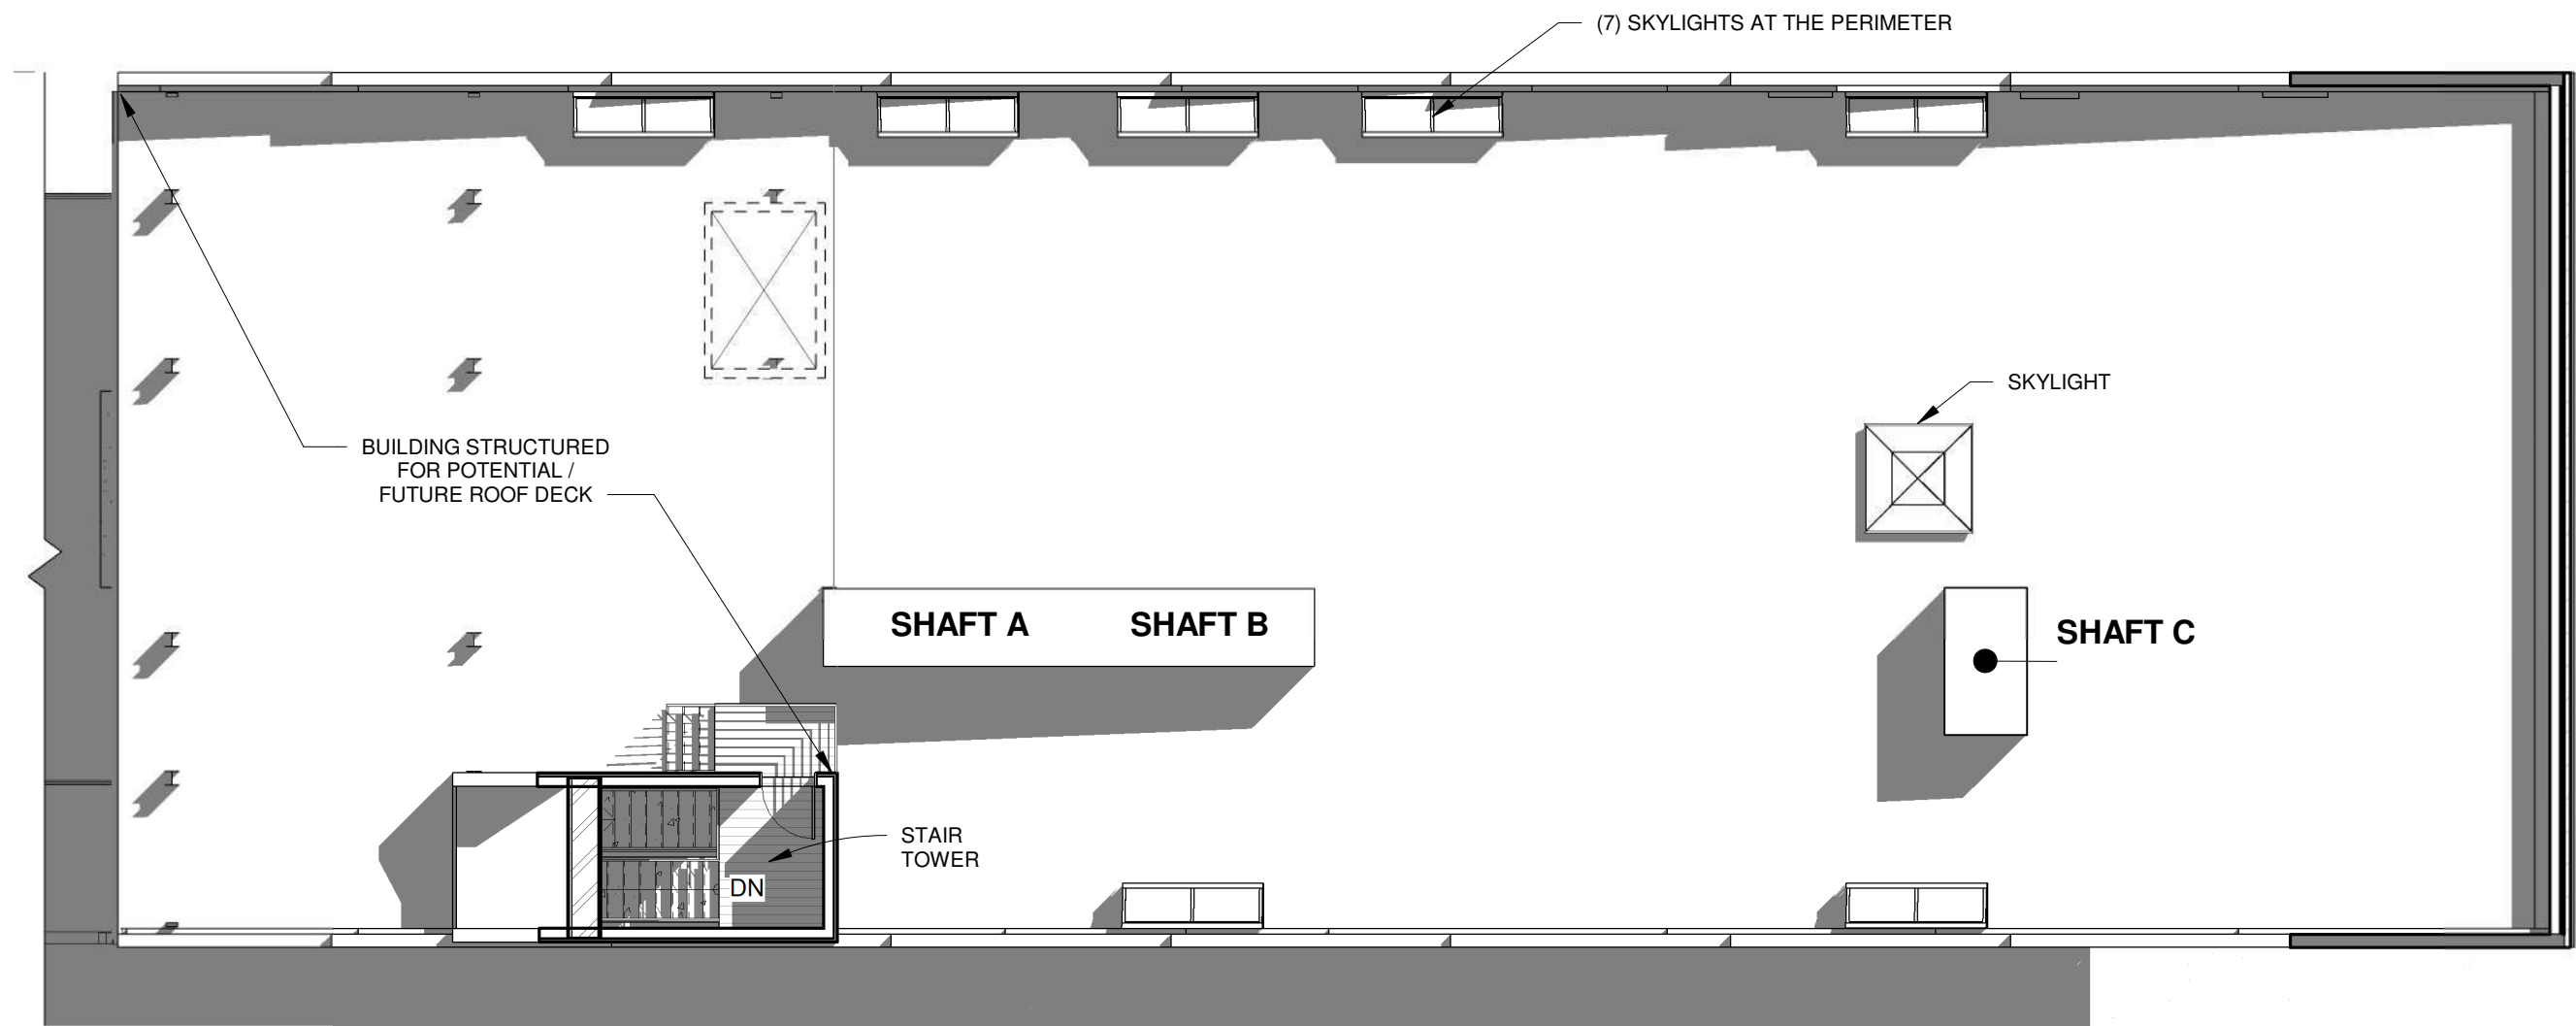 (7) SKYLIGHTS AT THE PERIMETER
SKYLIGHT
BUILDING STRUCTURED
FOR POTENTIAL /
FUTURE ROOF DECK
SHAFT A
SHAFT B
SHAFT C
STAIR
TOWER
DN